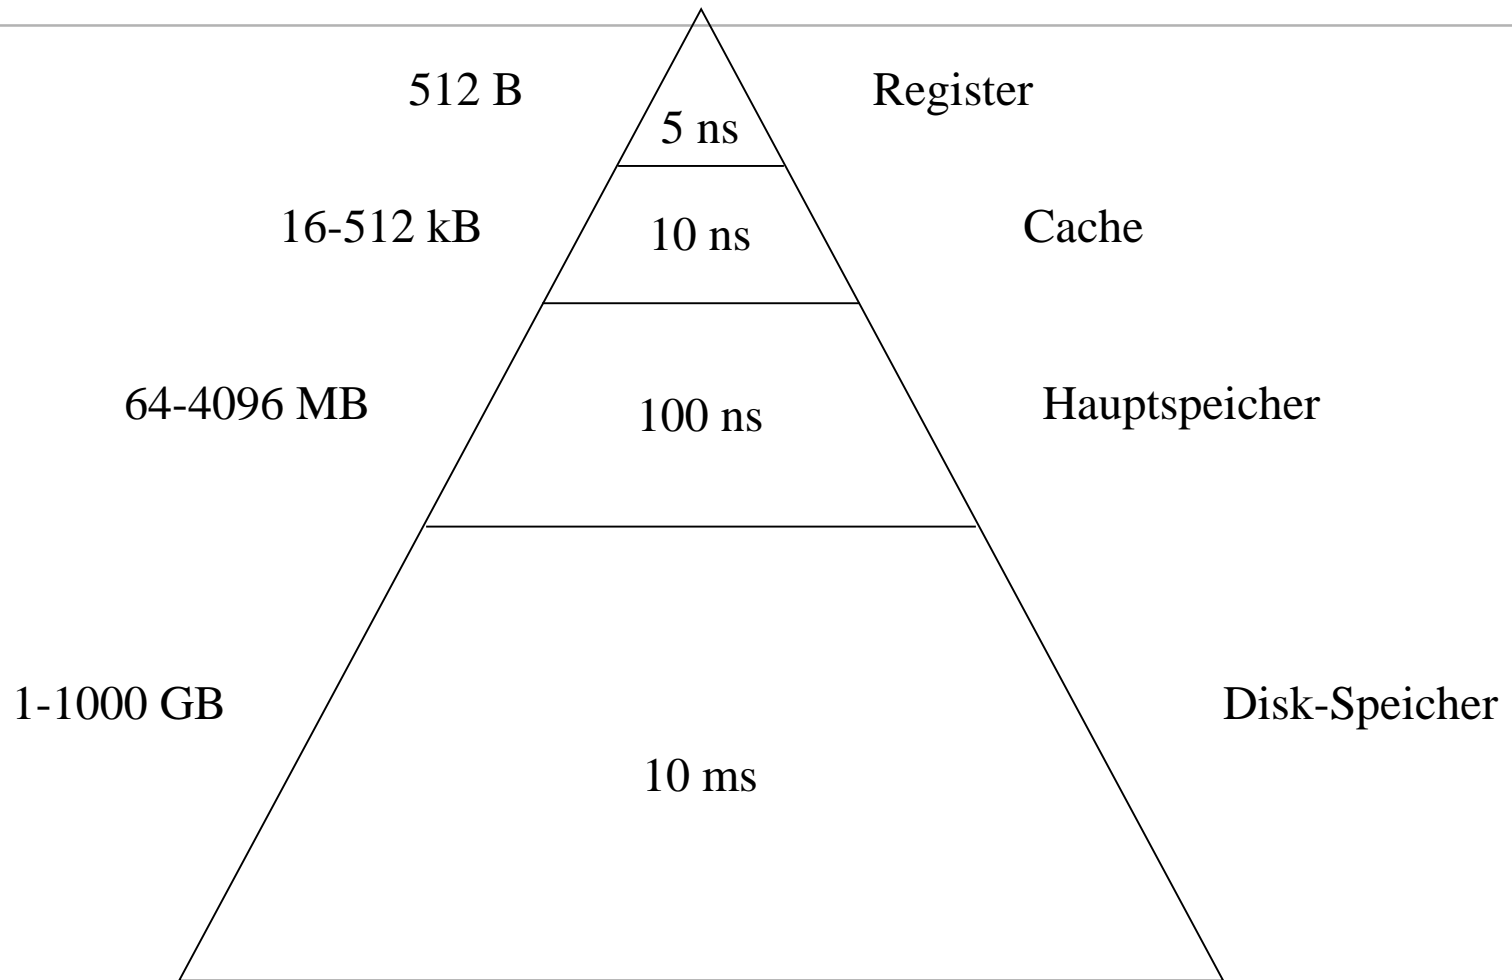 512 B
Register
5 ns
16-512 kB
10 ns
Cache
64-4096 MB
100 ns
Hauptspeicher
1-1000 GB
Disk-Speicher
10 ms